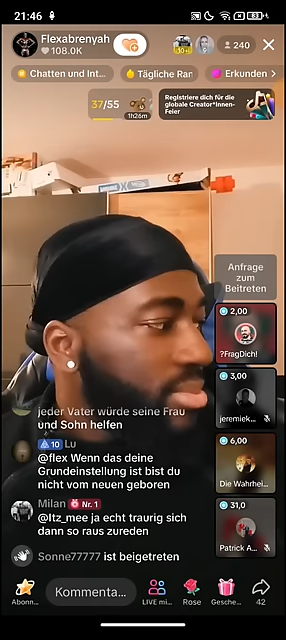 21:46
83
Flexabrenyah
108.0K
240
Chatten und Int...
Tägliche Ran
Erkunden
37/55
1h26m
Registriere dich für die
globale Creator*innen-
Feier
Anfrage
zum
Beitreten
2,00
?FragDich!
3,00
jeremiek...
6,00
Die Wahrhei...
31,0
Patrick A...
jeder Vater würde seine Frau
und Sohn helfen
10 Lu
@flex Wenn das deine
Grundeinstellung ist bist du
nicht vom neuen geboren
Milan Nr. 1
@Itz_mee ja echt traurig sich
dann so raus zureden
Sonne77777 ist beigetreten
Abonn...
Kommenta...
LIVE mi...
Rose
Gesche...
42